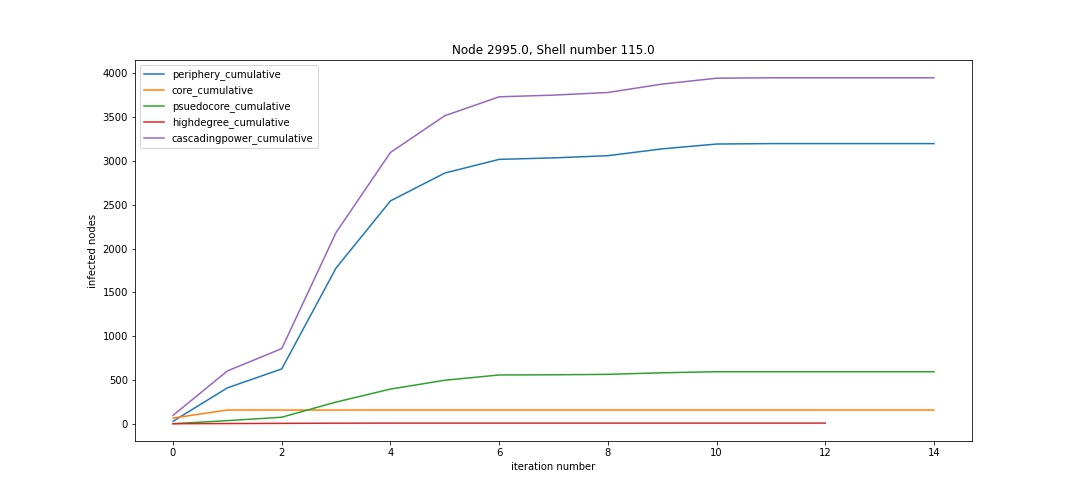 Node 2995.0, Shell number 115.0
periphery_cumulative
core_cumulative
psuedocore_cumulative
highdegree_cumulative
cascadingpower_cumulative
infected nodes
4000
3500
3000
2500
2000
1500
1000
500
0
0 2 4 6 8 10 12 14
iteration number